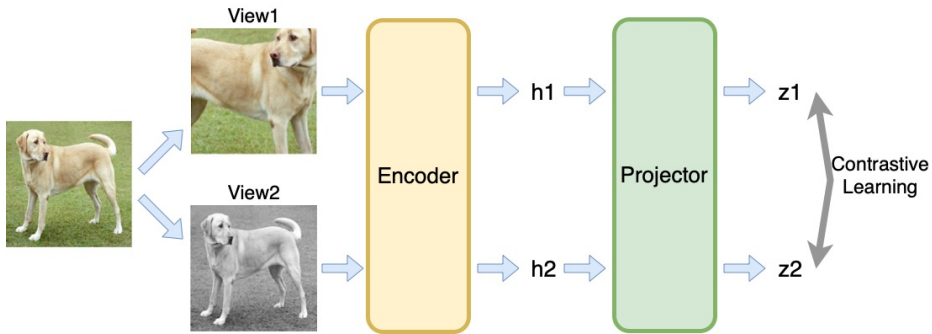 View1
h1
z1
Encoder
Projector
Contrastive
Learning
View2
h2
z2